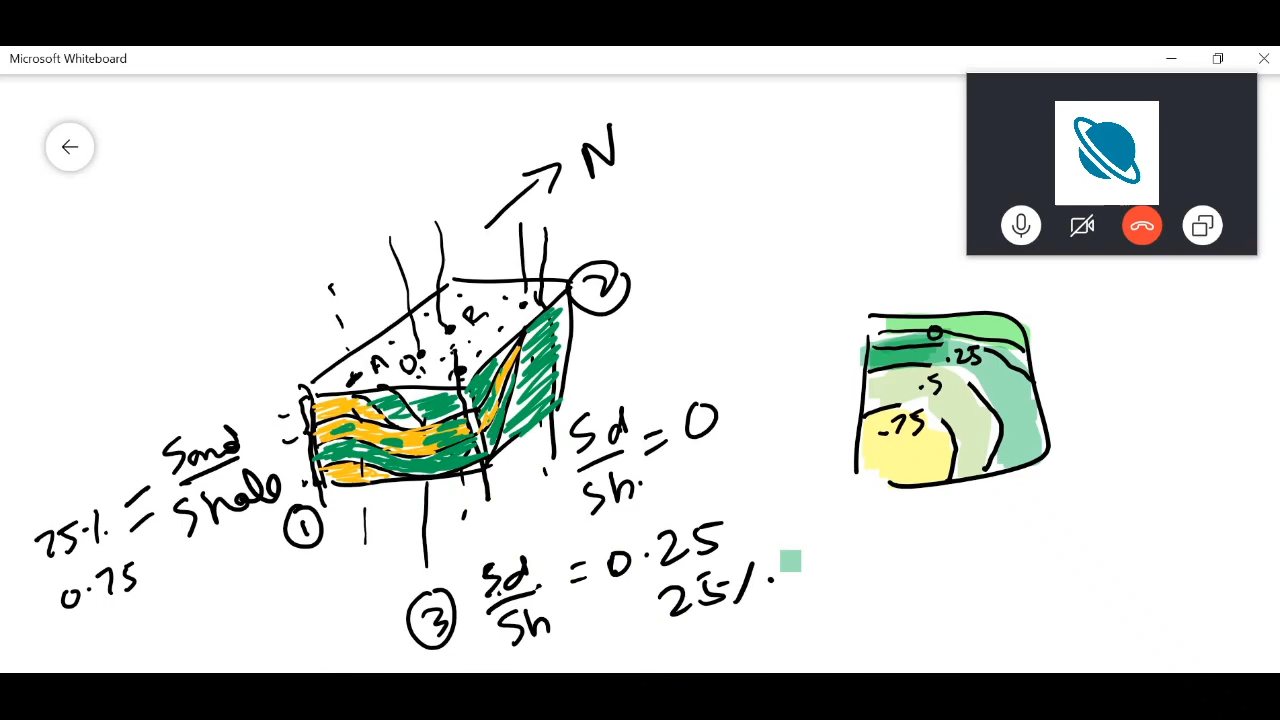 Microsoft Whiteboard
N
2
R
A
O
Sand
Shale
=
75%
0.75
1
Sd
Sh.
= 0
3
Sd
Sh
= 0.25
25%
0
.25
.5
.75